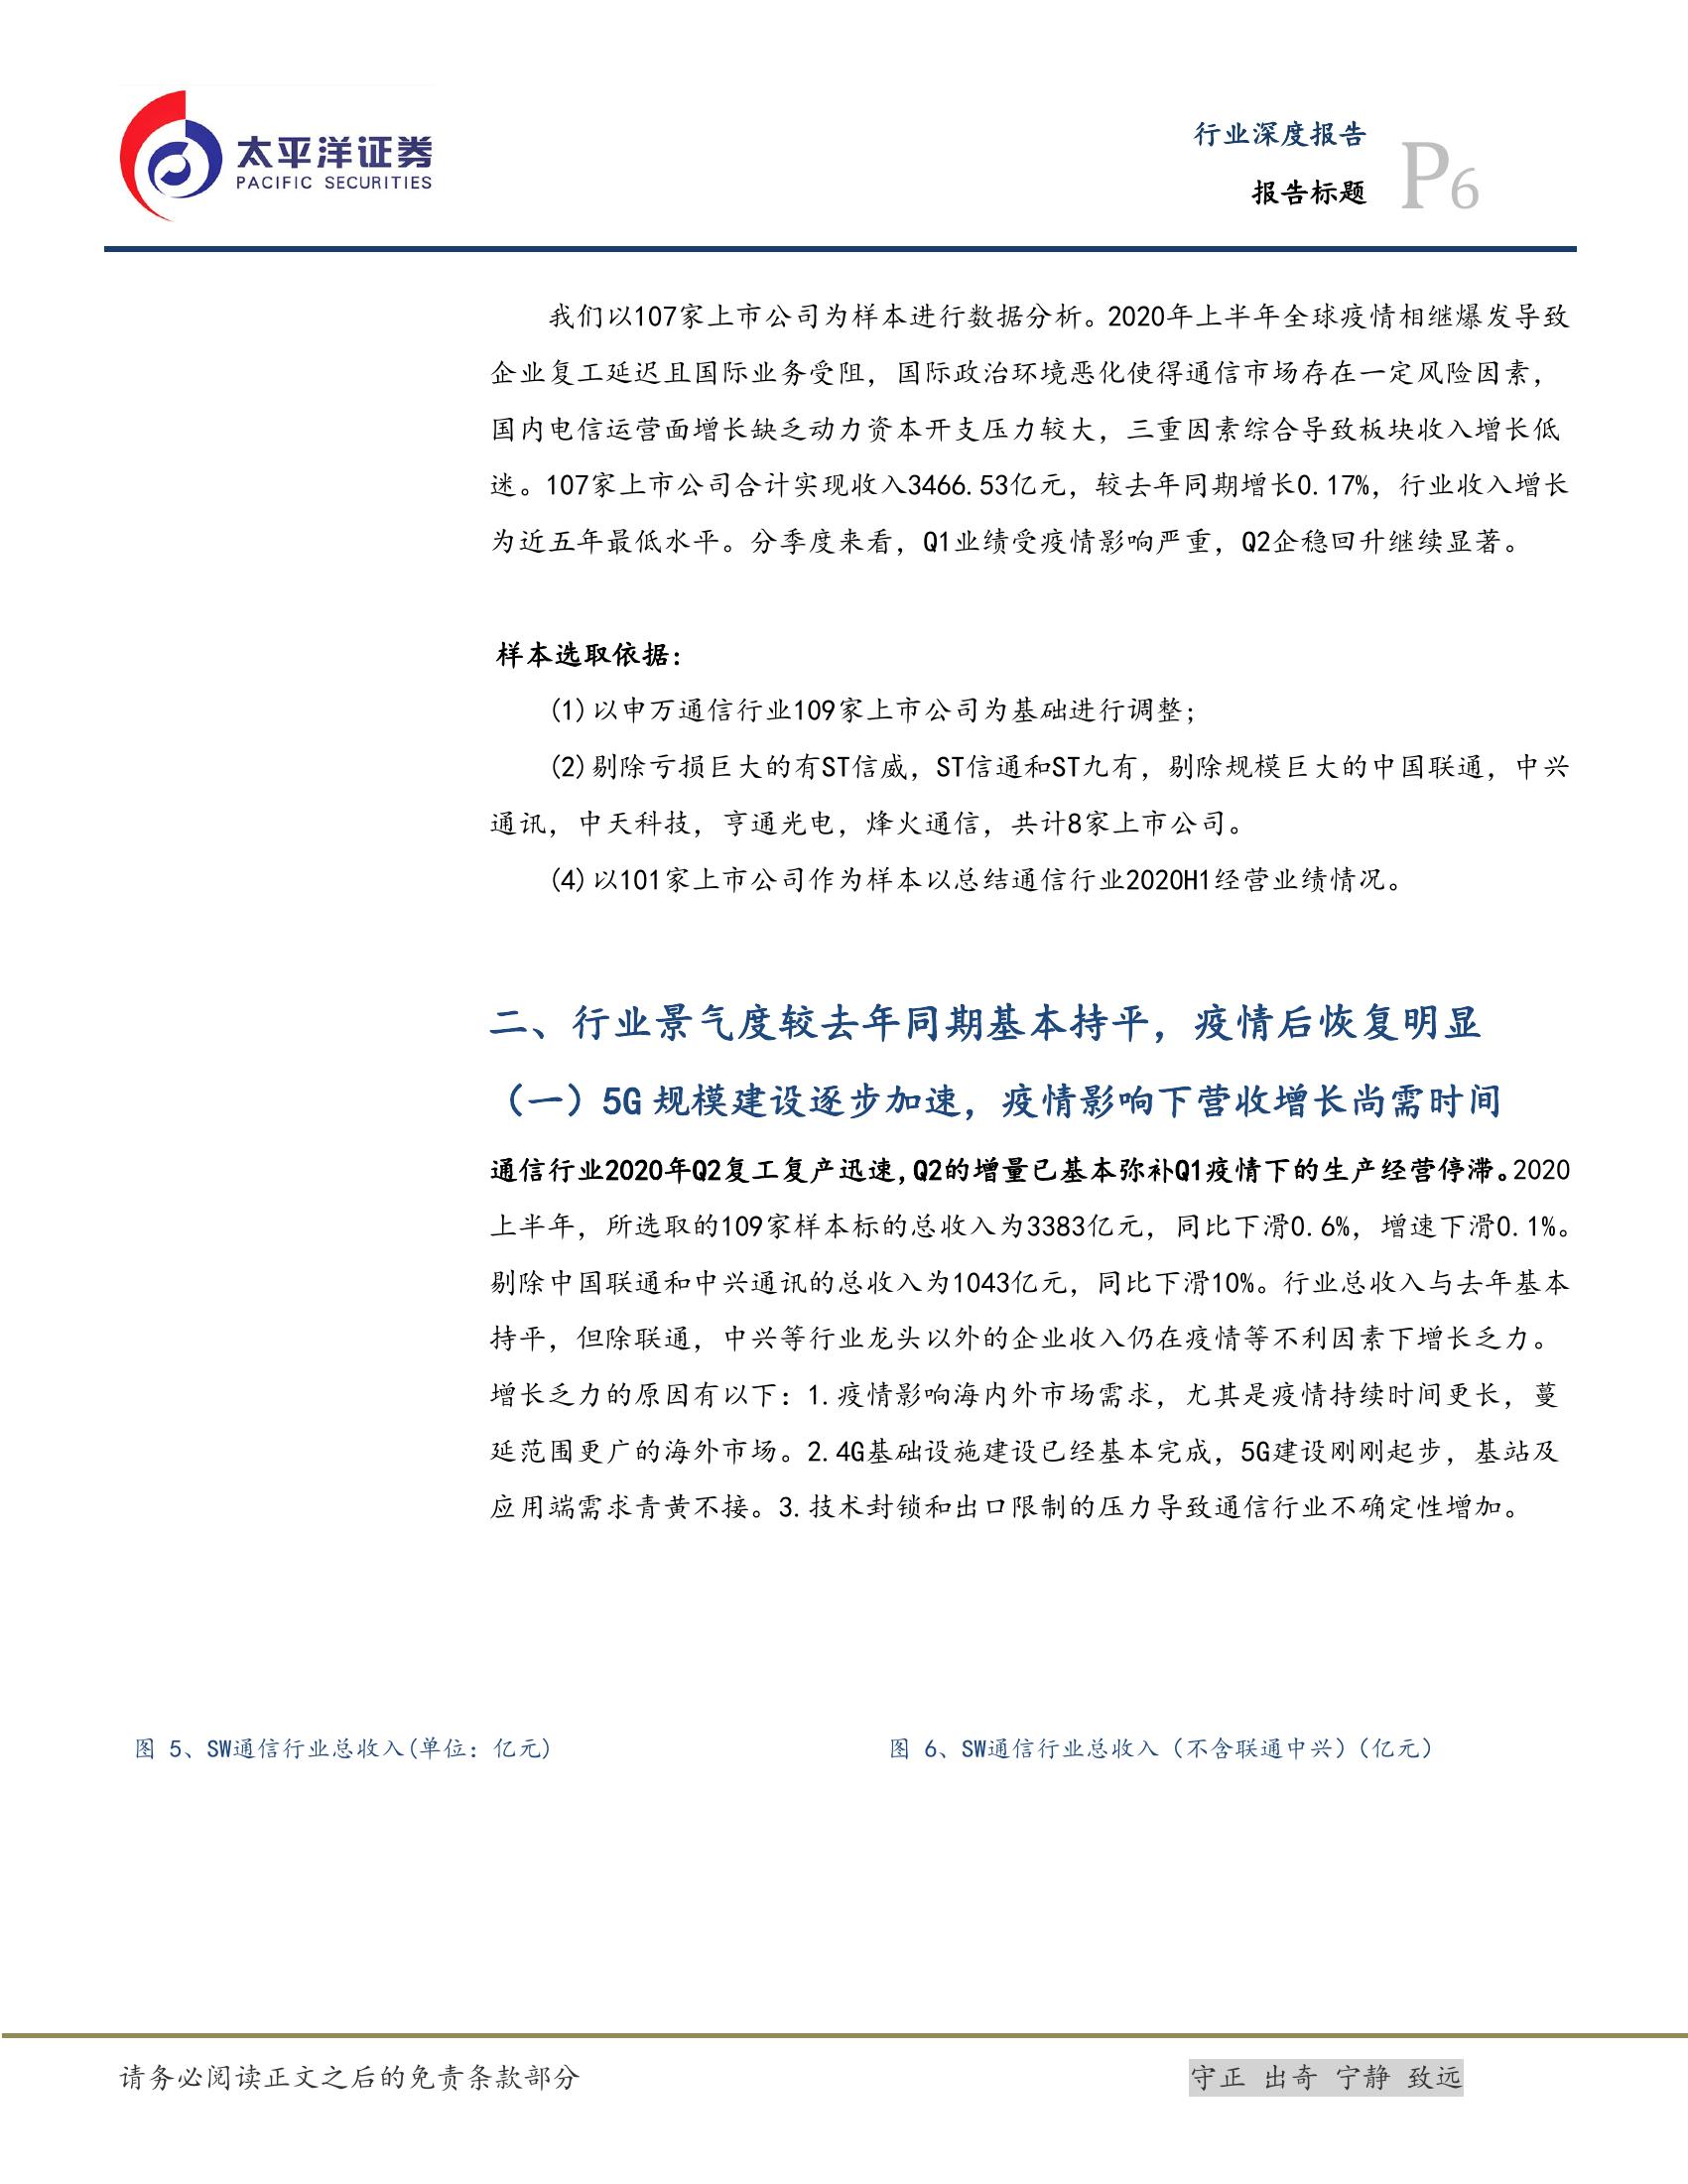 太平洋证券
PACIFIC SECURITIES
行业深度报告
报告标题
P6
我们以107家上市公司为样本进行数据分析。2020年上半年全球疫情相继爆发导致
企业复工延迟且国际业务受阻，国际政治环境恶化使得通信市场存在一定风险因素，
国内电信运营面增长缺乏动力资本开支压力较大，三重因素综合导致板块收入增长低
迷。107家上市公司合计实现收入3466.53亿元，较去年同期增长0.17%，行业收入增长
为近五年最低水平。分季度来看，Q1业绩受疫情影响严重，Q2企稳回升继续显著。
样本选取依据：
(1)以申万通信行业109家上市公司为基础进行调整；
(2)剔除亏损巨大的有ST信威，ST信通和ST九有，剔除规模巨大的中国联通，中兴
通讯，中天科技，亨通光电，烽火通信，共计8家上市公司。
(4)以101家上市公司作为样本以总结通信行业2020H1经营业绩情况。
二、行业景气度较去年同期基本持平，疫情后恢复明显
（一）5G 规模建设逐步加速，疫情影响下营收增长尚需时间
通信行业2020年Q2复工复产迅速,Q2的增量已基本弥补Q1疫情下的生产经营停滞。2020
上半年，所选取的109家样本标的总收入为3383亿元，同比下滑0.6%，增速下滑0.1%。
剔除中国联通和中兴通讯的总收入为1043亿元，同比下滑10%。行业总收入与去年基本
持平，但除联通，中兴等行业龙头以外的企业收入仍在疫情等不利因素下增长乏力。
增长乏力的原因有以下：1.疫情影响海内外市场需求，尤其是疫情持续时间更长，蔓
延范围更广的海外市场。2.4G基础设施建设已经基本完成，5G建设刚刚起步，基站及
应用端需求青黄不接。3.技术封锁和出口限制的压力导致通信行业不确定性增加。
图 5、SW通信行业总收入(单位：亿元)
图 6、SW通信行业总收入（不含联通中兴）（亿元）
请务必阅读正文之后的免责条款部分
守正 出奇 宁静 致远